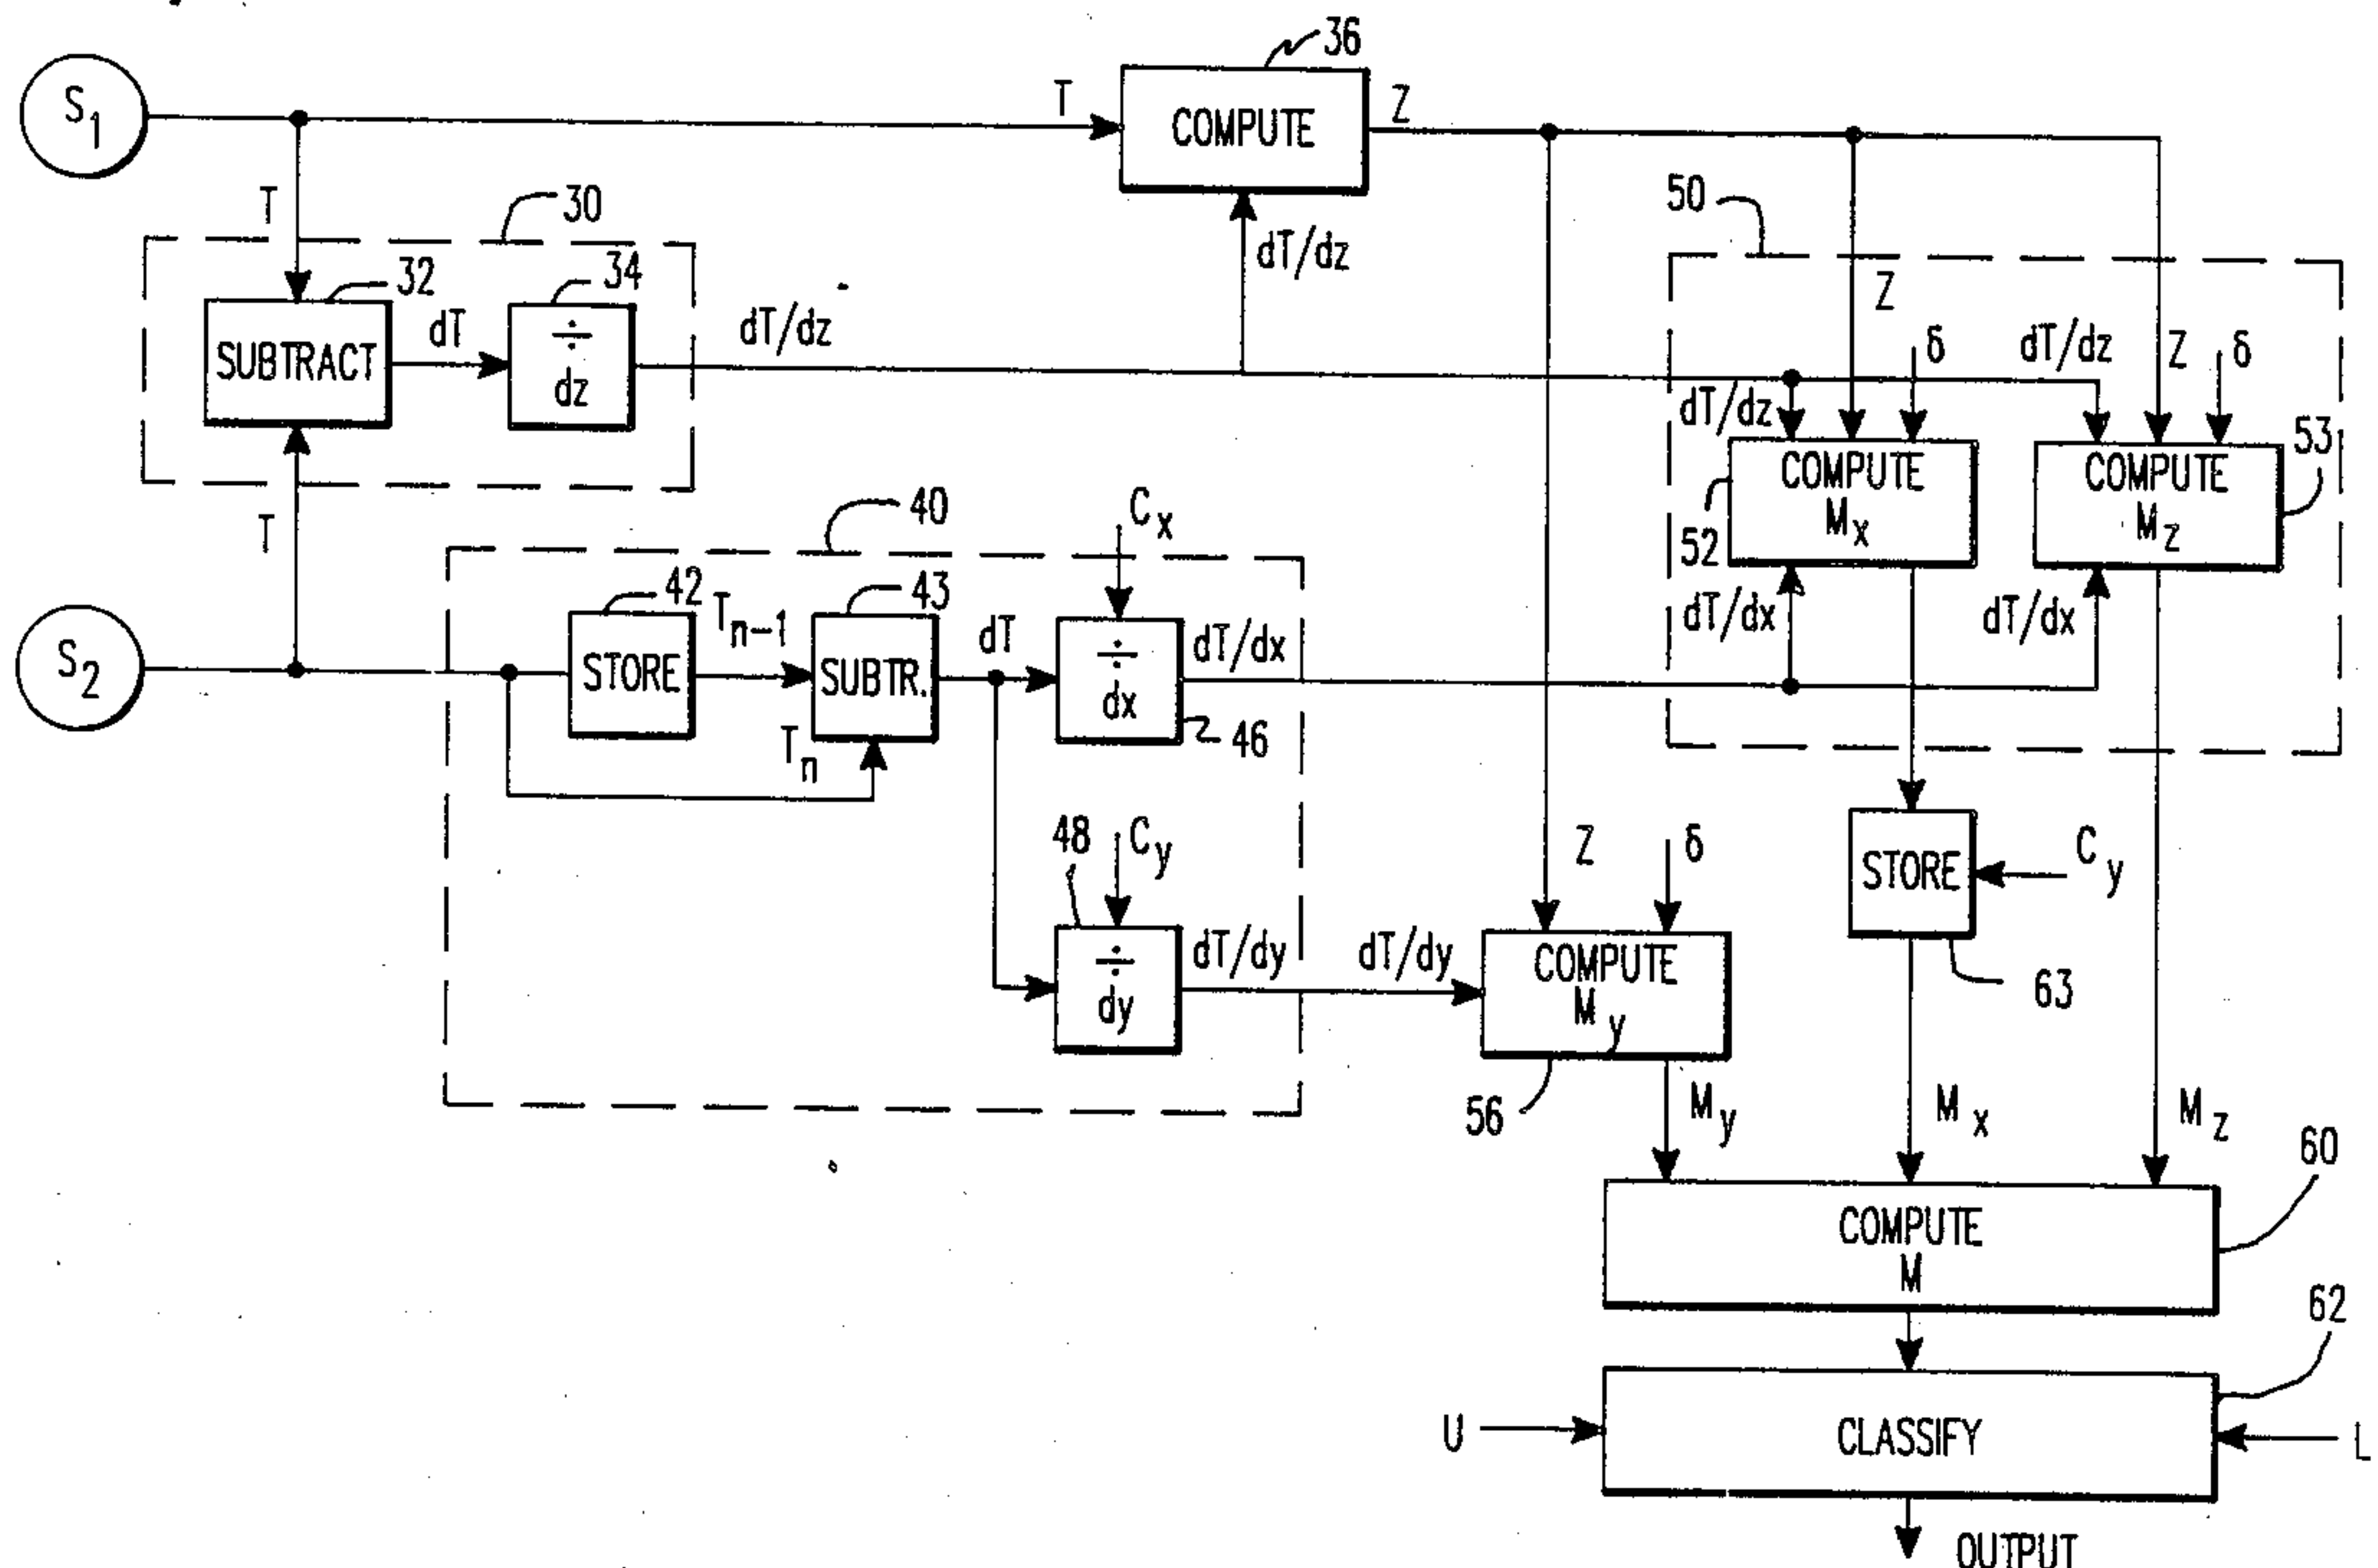 36
S1
T
COMPUTE
Z
T
30
dT/dz
50
32
34
SUBTRACT
dT
÷
dz
dT/dz
Z
δ
dT/dz
Z
δ
dT/dz
53
COMPUTE
Mx
COMPUTE
Mz
52
T
40
Cx
42
Tn-1
43
dT
÷
dx
dT/dx
dT/dx
dT/dx
S2
STORE
SUBTR.
Tn
46
48
Cy
Z
δ
STORE
Cy
÷
dy
dT/dy
dT/dy
COMPUTE
My
63
56
My
Mx
Mz
60
COMPUTE
M
62
U
CLASSIFY
L
OUTPUT